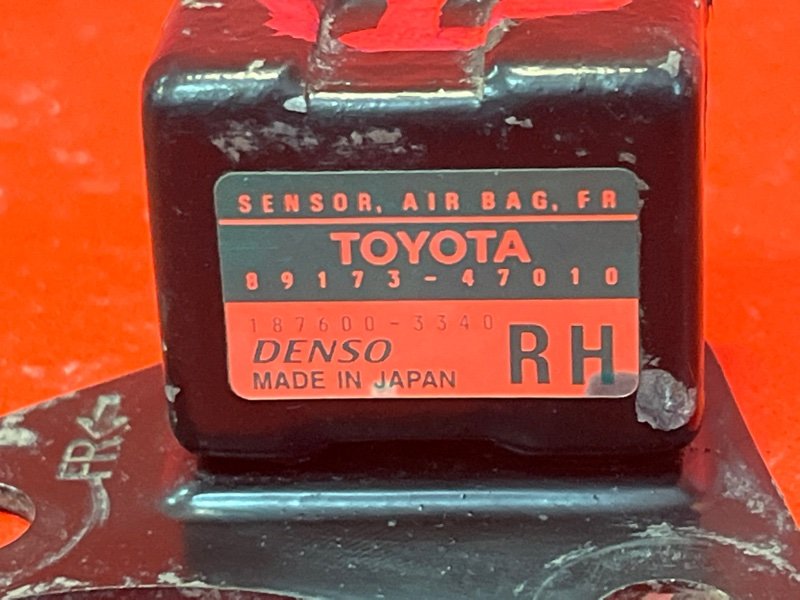 SENSOR, AIR BAG, FR
TOYOTA
89173-47010
187600-3340
DENSO
MADE IN JAPAN
RH
FR